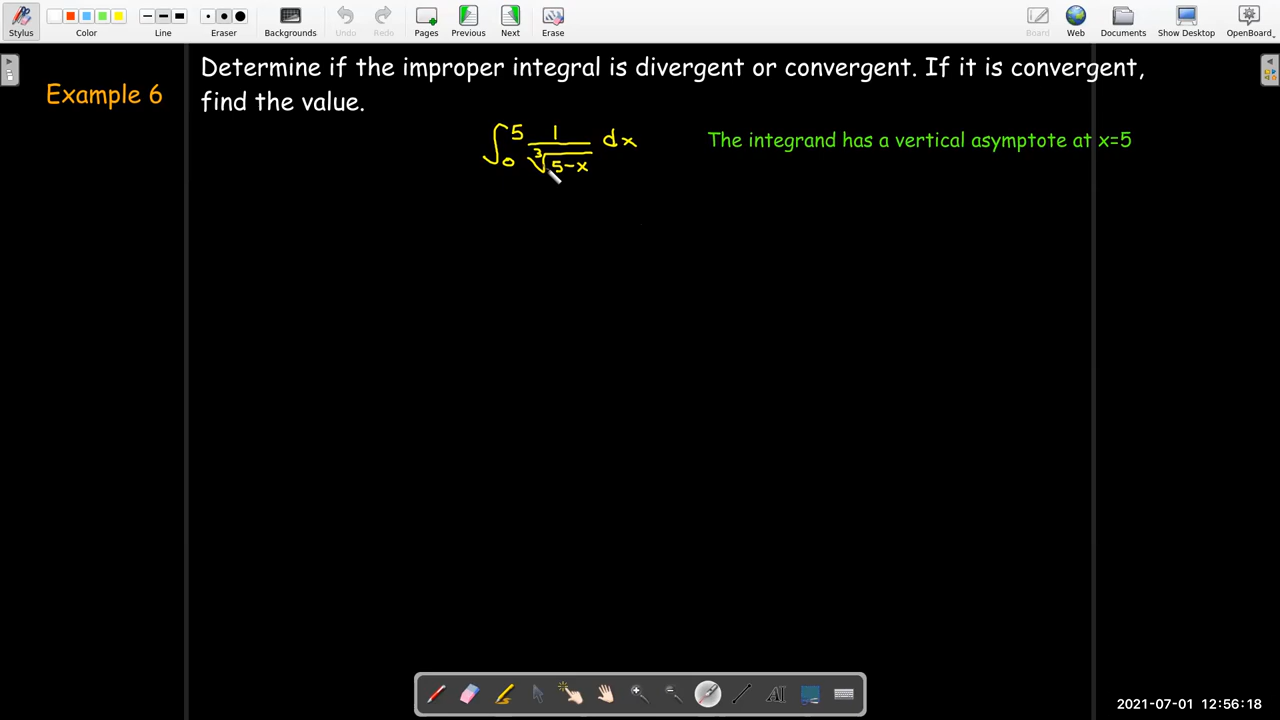 Stylus Color Line Eraser Backgrounds Undo Redo Pages Previous Next Erase Board Web Documents Show Desktop OpenBoard
Determine if the improper integral is divergent or convergent. If it is convergent,
Example 6
find the value.
∫₀⁵ 1/∛(5-x) dx The integrand has a vertical asymptote at x=5
AI
2021-07-01 12:56:18